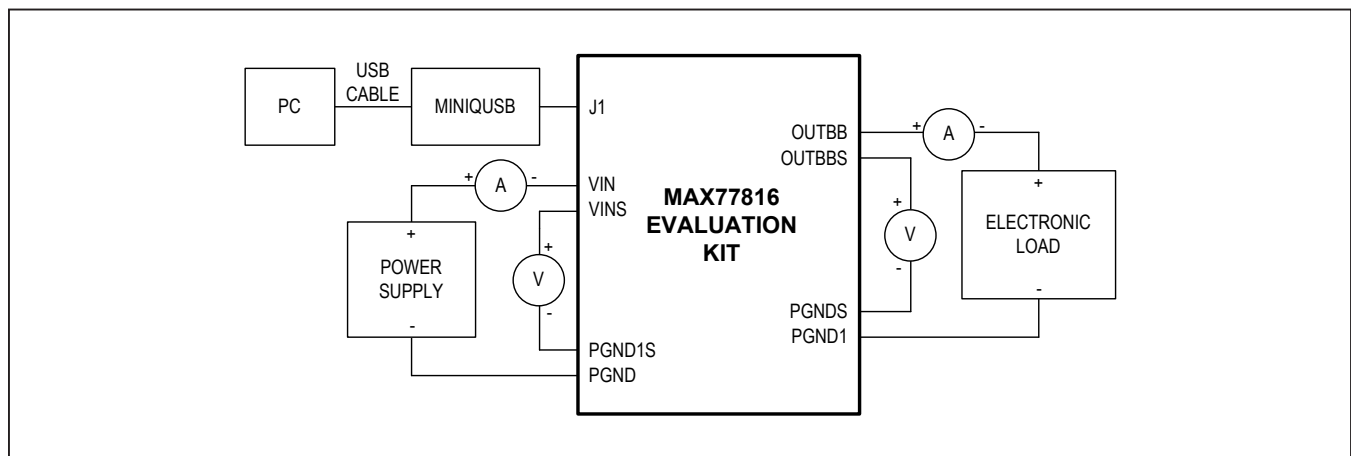 USB
CABLE
PC
MINIQUSB
J1
OUTBB
+ A -
OUTBBS
+ A -
VIN
VINS
MAX77816
EVALUATION
KIT
+
+
V
-
+
V
-
+
ELECTRONIC
LOAD
-
POWER
SUPPLY
-
PGNDS
PGND1
PGND1S
PGND